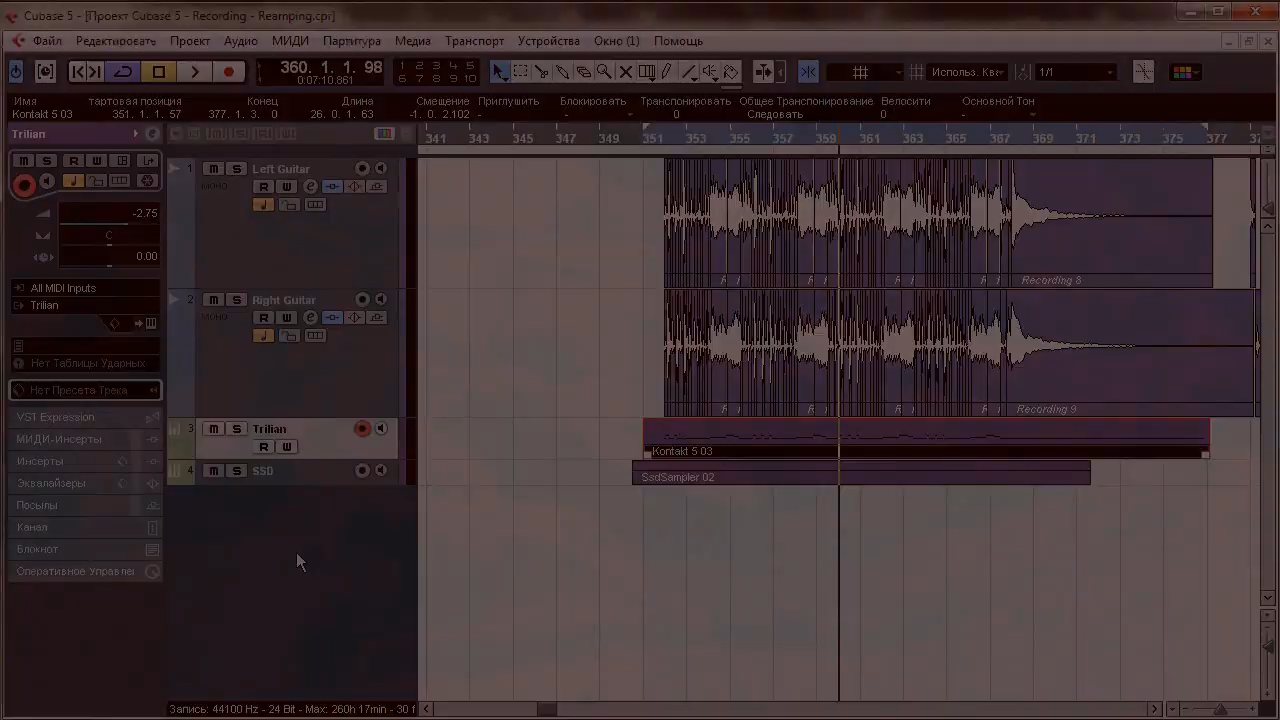 Cubase 5 - [Проект Cubase 5 - Recording - Reamping.cpr]
Файл Редактировать Проект Аудио МИДИ Партитура Медиа Транспорт Устройства Окно (1) Помощь
360. 1. 1. 98
0:07:10.861
1 2 3 4 5
6 7 8 9 10
Использ. Ква
1/1
Имя тартовая позиция Конец Длина Смещение Приглушить Блокировать Транспонировать Общее Транспонирование Велосити Основной Тон
Kontakt 5 03 351. 1. 1. 57 377. 1. 3. 0 26. 0. 1. 63 -1. 0. 2.102 - - 0 Следовать 0 -
Trilian
341 343 345 347 349 351 353 355 357 359 361 363 365 367 369 371 373 375 377
M S R W
-2.75
C
0.00
All MIDI Inputs
Trilian
Нет Таблицы Ударных
Нет Пресета Трека
VST Expression
МИДИ-Инсерты
Инсерты
Эквалайзеры
Посылы
Канал
Блокнот
Оперативное Управлен
1 M S Left Guitar
МОНО R W e
2 M S Right Guitar
МОНО R W e
3 M S Trilian
R W
4 M S SSD
Recording 8
Recording 9
Kontakt 5 03
SsdSampler 02
Запись: 44100 Hz - 24 Bit - Max: 260h 17min - 30 f